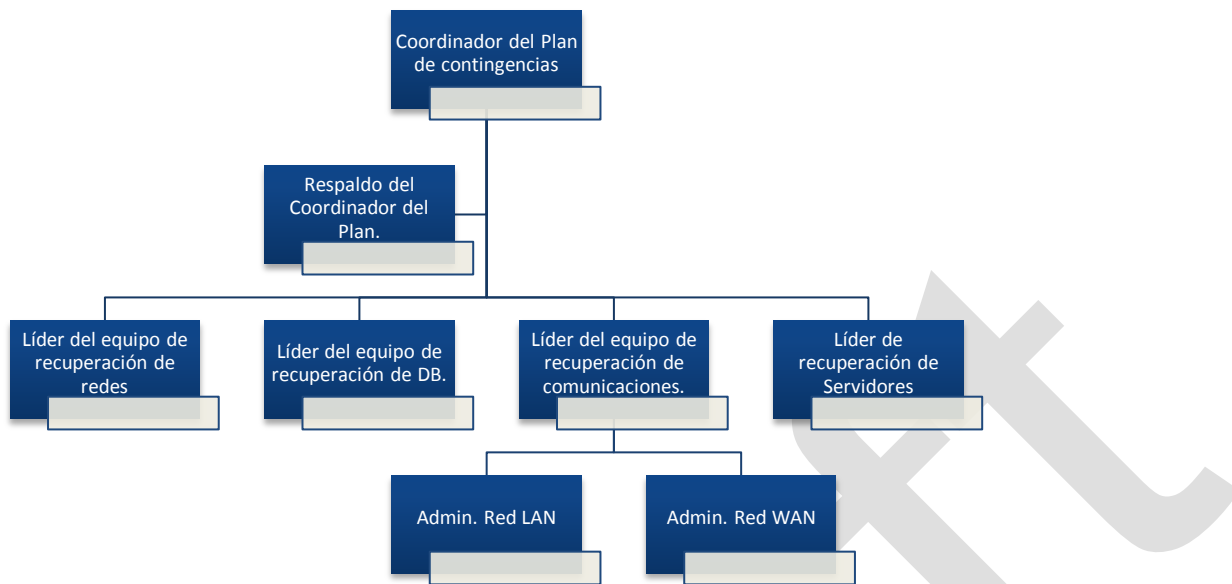 Coordinador del Plan
de contingencias
Respaldo del
Coordinador del
Plan.
Líder del equipo de
recuperación de
redes
Líder del equipo de
recuperación de DB.
Líder del equipo de
recuperación de
comunicaciones.
Líder de
recuperación de
Servidores
Admin. Red LAN
Admin. Red WAN
ft